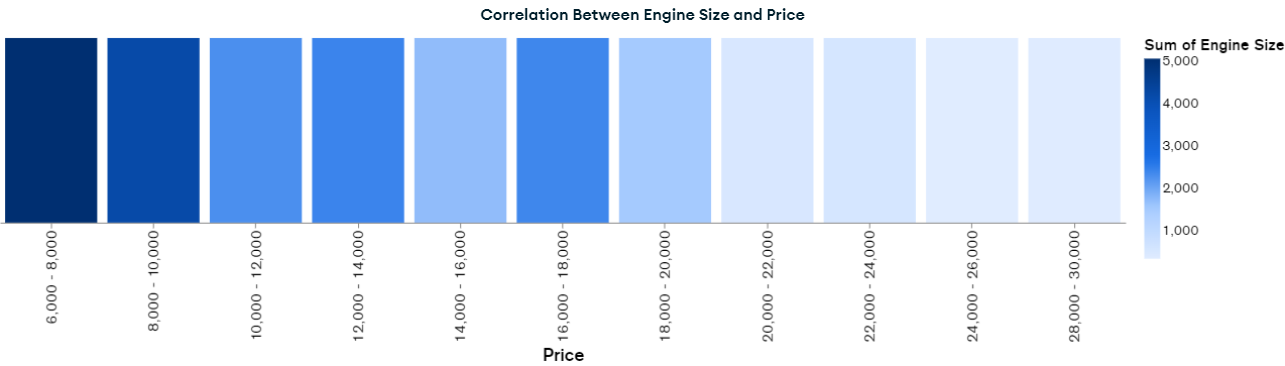 Correlation Between Engine Size and Price
Sum of Engine Size
5,000
4,000
3,000
2,000
1,000
6,000 - 8,000
8,000 - 10,000
10,000 - 12,000
12,000 - 14,000
14,000 - 16,000
16,000 - 18,000
18,000 - 20,000
20,000 - 22,000
22,000 - 24,000
24,000 - 26,000
28,000 - 30,000
Price